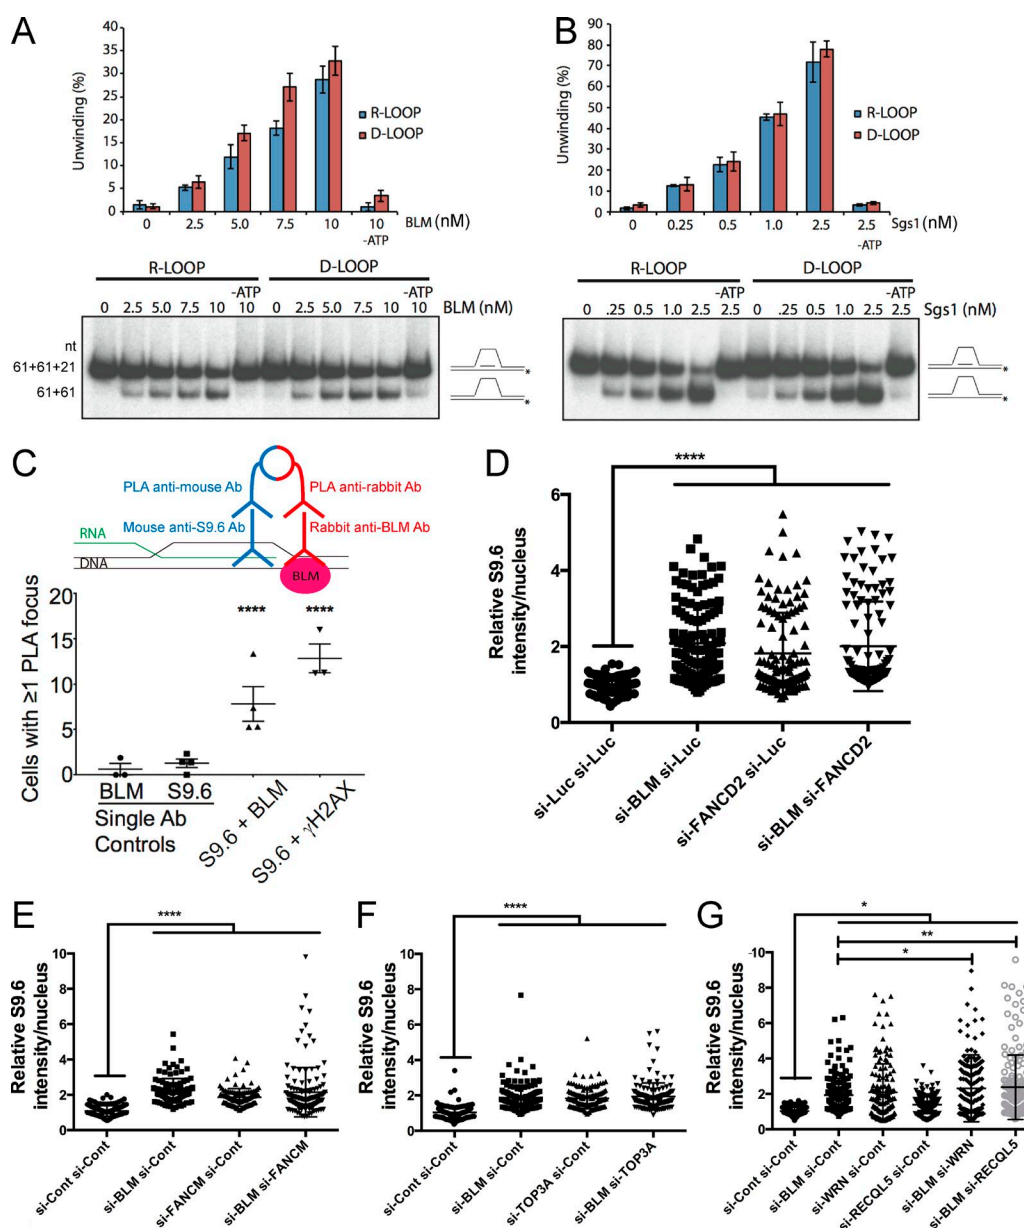 A
40
35
30
25
20
15
10
5
0
Unwinding (%)
R-LOOP
D-LOOP
0 2.5 5.0 7.5 10 10 BLM (nM)
-ATP
R-LOOP D-LOOP
-ATP -ATP
0 2.5 5.0 7.5 10 10 0 2.5 5.0 7.5 10 10 BLM (nM)
nt
61+61+21
*
61+61
*
B
90
80
70
60
50
40
30
20
10
0
Unwinding (%)
R-LOOP
D-LOOP
0 0.25 0.5 1.0 2.5 2.5 Sgs1 (nM)
-ATP
R-LOOP D-LOOP
-ATP -ATP
0 .25 0.5 1.0 2.5 2.5 0 .25 0.5 1.0 2.5 2.5 Sgs1 (nM)
*
*
C
PLA anti-mouse Ab PLA anti-rabbit Ab
Mouse anti-S9.6 Ab Rabbit anti-BLM Ab
RNA
DNA
BLM
20
15
10
5
0
Cells with ≥1 PLA focus
**** ****
BLM S9.6
Single Ab
Controls
S9.6 + BLM
S9.6 + γH2AX
D
****
6
4
2
0
Relative S9.6
intensity/nucleus
si-Luc si-Luc
si-BLM si-Luc
si-FANCD2 si-Luc
si-BLM si-FANCD2
E
****
10
8
6
4
2
0
Relative S9.6
intensity/nucleus
si-Cont si-Cont
si-BLM si-Cont
si-FANCM si-Cont
si-BLM si-FANCM
F
****
10
8
6
4
2
0
Relative S9.6
intensity/nucleus
si-Cont si-Cont
si-BLM si-Cont
si-TOP3A si-Cont
si-BLM si-TOP3A
G
*
**
*
10
8
6
4
2
0
Relative S9.6
intensity/nucleus
si-Cont si-Cont
si-BLM si-Cont
si-WRN si-Cont
si-RECQL5 si-Cont
si-BLM si-WRN
si-BLM si-RECQL5